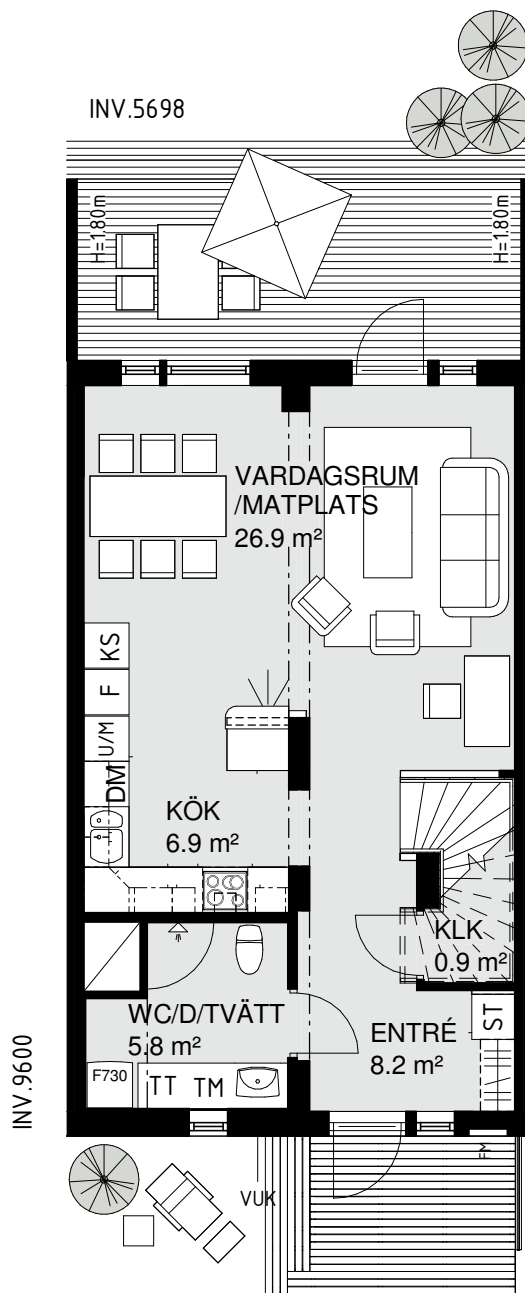 INV.5698
H=1.80m
H=1.80m
VARDAGSRUM
/MATPLATS
26.9 m²
KS
F
U/M
DM
KÖK
6.9 m²
KLK
0.9 m²
WC/D/TVÄTT
5.8 m²
ENTRÉ
8.2 m²
ST
INV.9600
F730
TT TM
FM
VUK